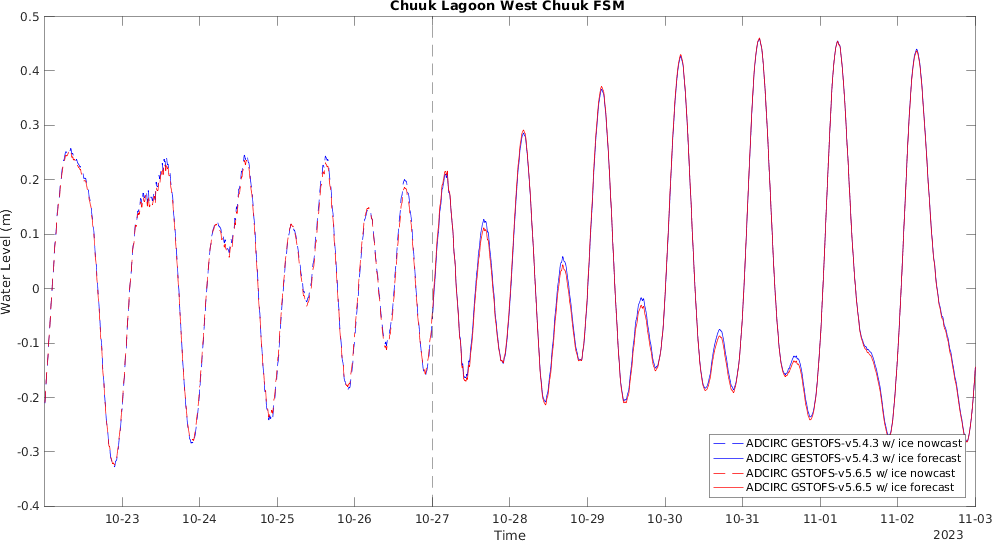 Chuuk Lagoon West Chuuk FSM
0.5
0.4
0.3
0.2
0.1
0
-0.1
-0.2
-0.3
-0.4
Water Level (m)
10-23 10-24 10-25 10-26 10-27 10-28 10-29 10-30 10-31 11-01 11-02 11-03
Time
2023
ADCIRC GESTOFS-v5.4.3 w/ ice nowcast
ADCIRC GESTOFS-v5.4.3 w/ ice forecast
ADCIRC GSTOFS-v5.6.5 w/ ice nowcast
ADCIRC GSTOFS-v5.6.5 w/ ice forecast